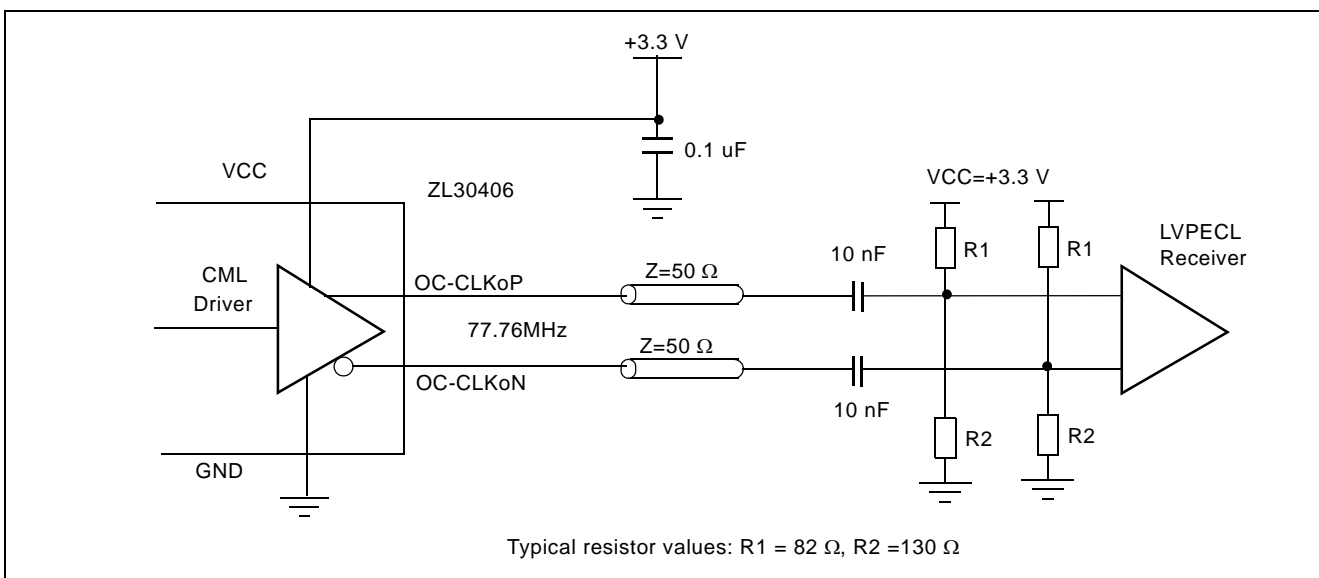 +3.3 V
0.1 uF
VCC
ZL30406
VCC=+3.3 V
R1
R1
LVPECL
Receiver
10 nF
CML
Driver
OC-CLKoP
Z=50 Ω
77.76MHz
Z=50 Ω
OC-CLKoN
10 nF
R2
R2
GND
Typical resistor values: R1 = 82 Ω, R2 =130 Ω